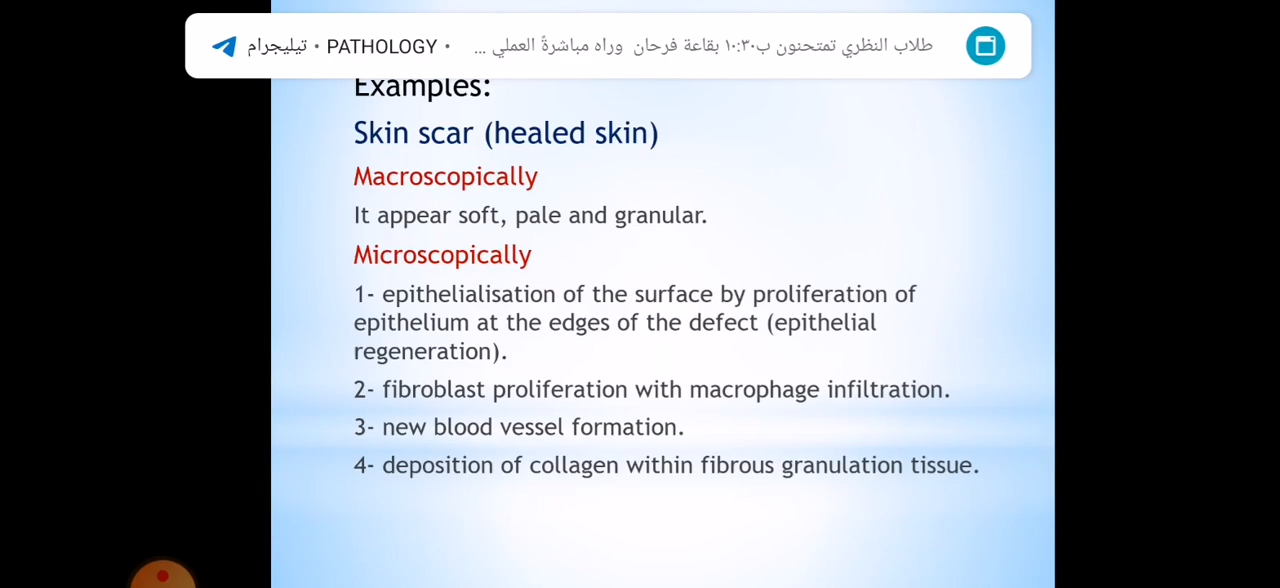 طلاب النظري تمتحنون ب١٠:٣٠ بقاعة فرحان وراه مباشرةً العملي ... • PATHOLOGY • تيليجرام
Examples:
Skin scar (healed skin)
Macroscopically
It appear soft, pale and granular.
Microscopically
1- epithelialisation of the surface by proliferation of
epithelium at the edges of the defect (epithelial
regeneration).
2- fibroblast proliferation with macrophage infiltration.
3- new blood vessel formation.
4- deposition of collagen within fibrous granulation tissue.